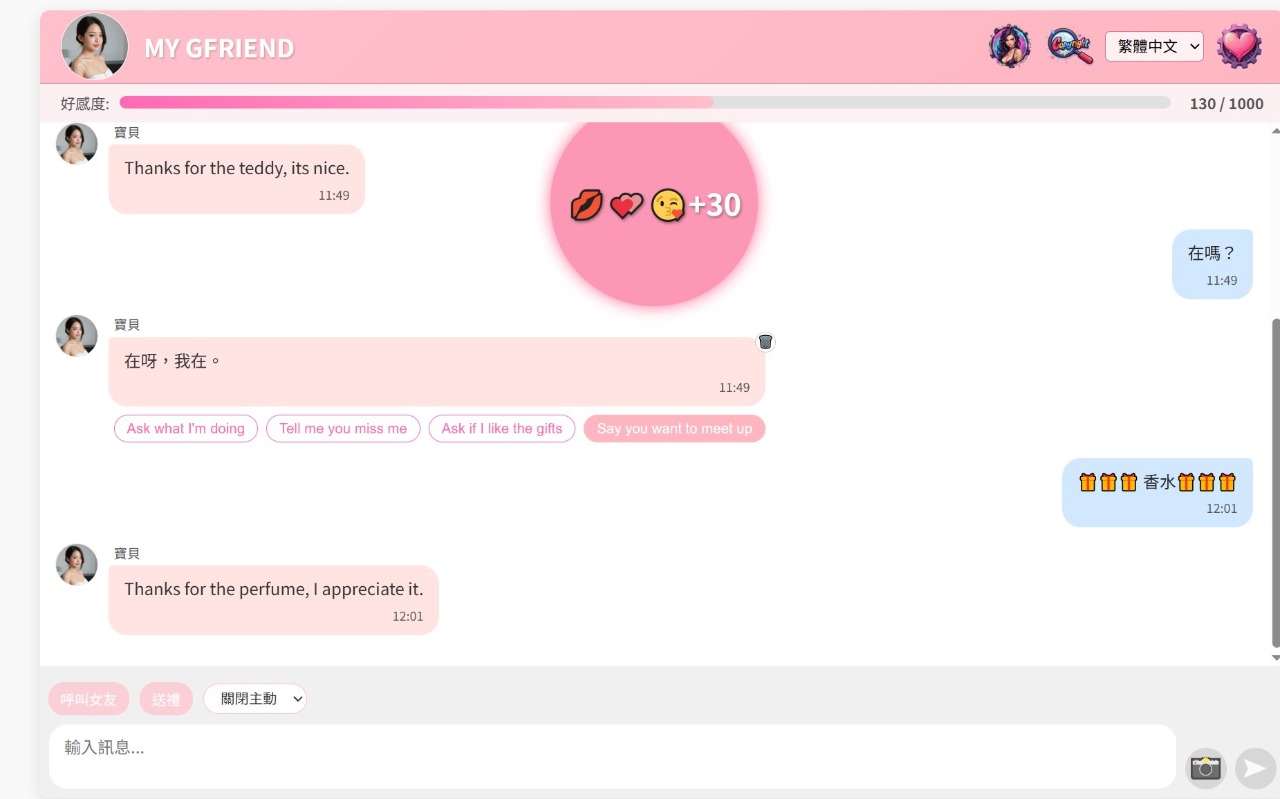 MY GFRIEND
Copyright
繁體中文
好感度:
130 / 1000
寶貝
Thanks for the teddy, its nice.
11:49
+30
在嗎？
11:49
寶貝
在呀，我在。
11:49
Ask what I'm doing
Tell me you miss me
Ask if I like the gifts
Say you want to meet up
香水
12:01
寶貝
Thanks for the perfume, I appreciate it.
12:01
呼叫女友
送禮
關閉主動
輸入訊息...